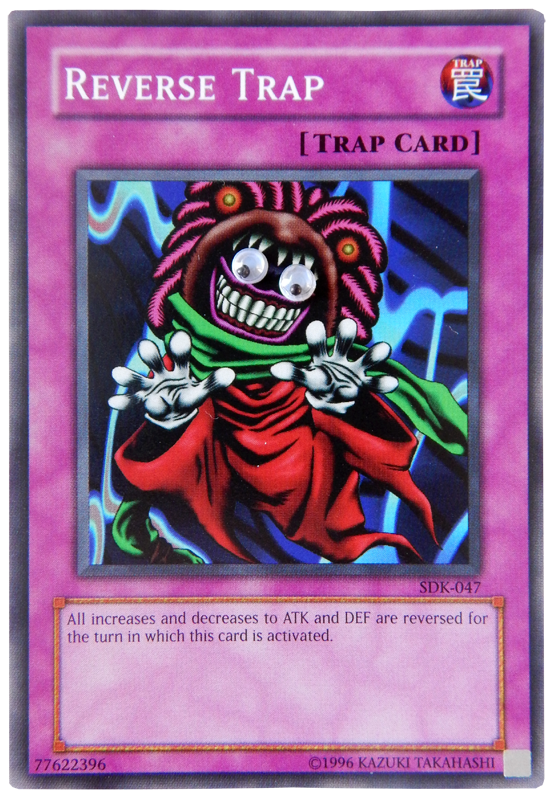 REVERSE TRAP
TRAP
罠
[TRAP CARD]
SDK-047
All increases and decreases to ATK and DEF are reversed for
the turn in which this card is activated.
77622396
©1996 KAZUKI TAKAHASHI